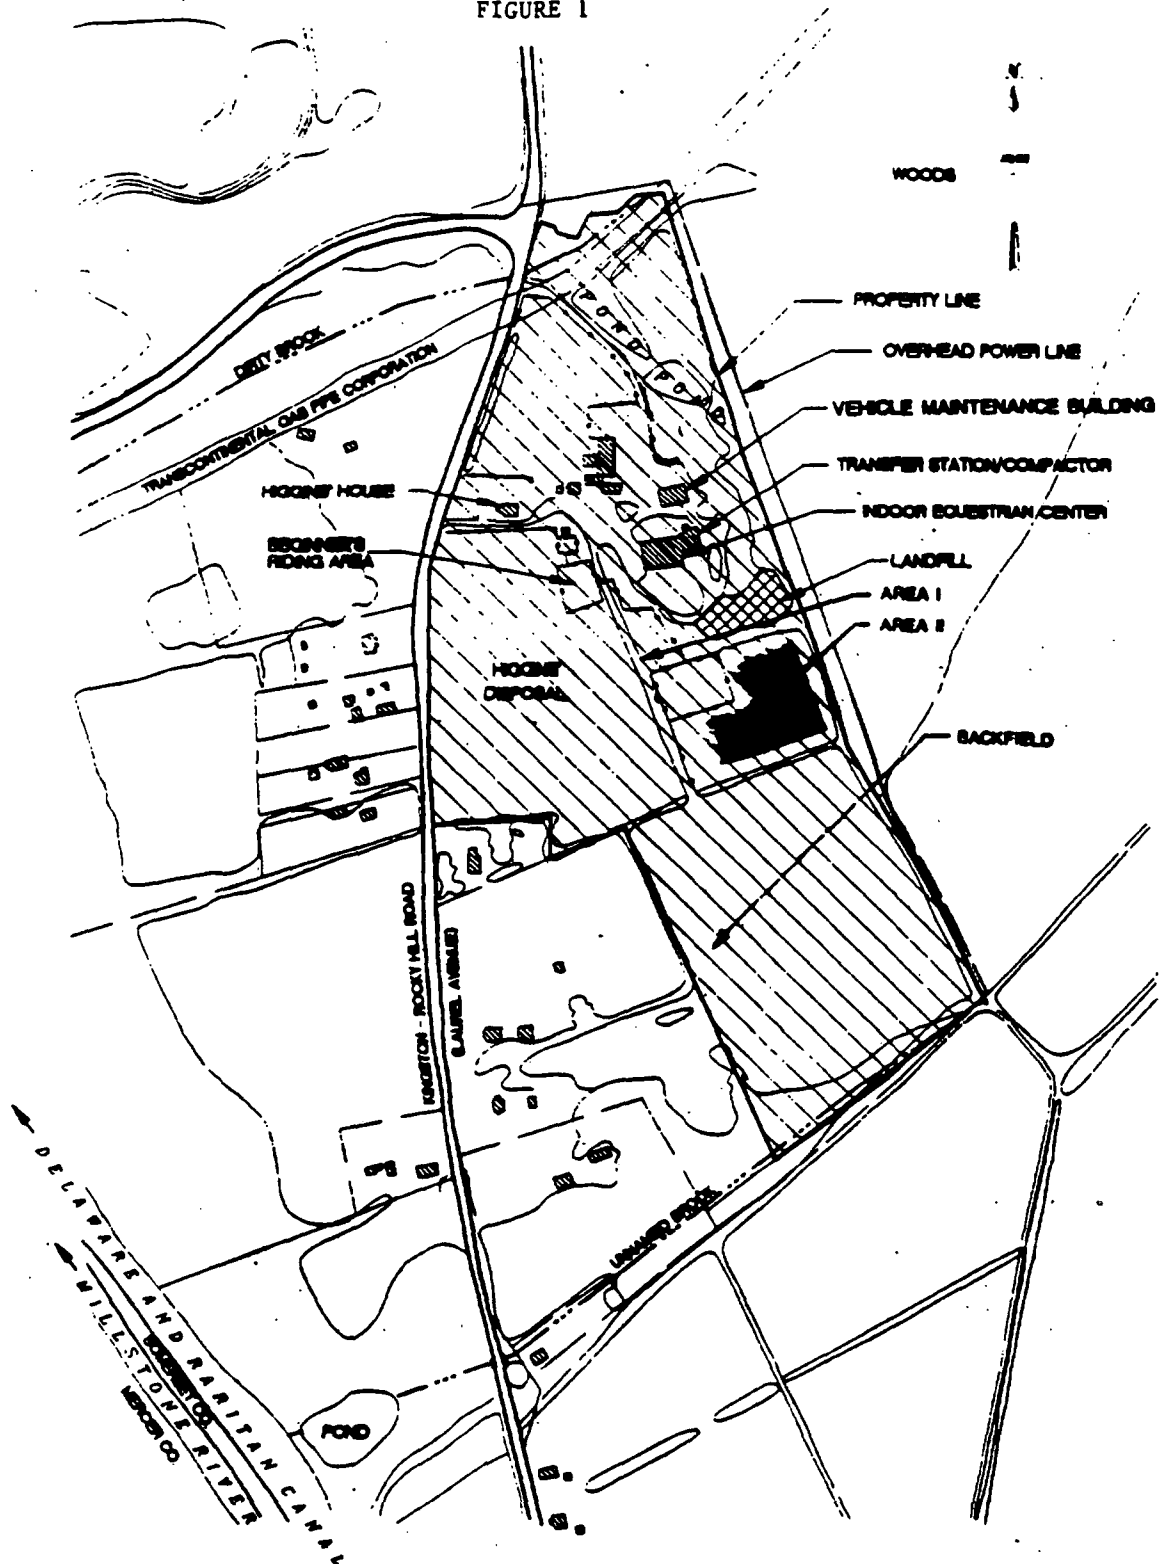 FIGURE 1
N
WOODS
PROPERTY LINE
OVERHEAD POWER LINE
VEHICLE MAINTENANCE BUILDING
TRANSFER STATION/COMPACTOR
INDOOR EQUESTRIAN CENTER
LANDFILL
AREA I
AREA II
BACKFIELD
POND
POND
DIRTY BROOK
TRANSCONTINENTAL GAS PIPE CORPORATION
HIGGINS' HOUSE
BEGINNER'S
RIDING AREA
HIGGINS'
DISPOSAL
KINGSTON - ROCKY HILL ROAD
(LAUREL AVENUE)
UNNAMED BROOK
DELAWARE AND RARITAN CANAL
SOMERSET CO.
MILLSTONE RIVER
MERCER CO.
POND